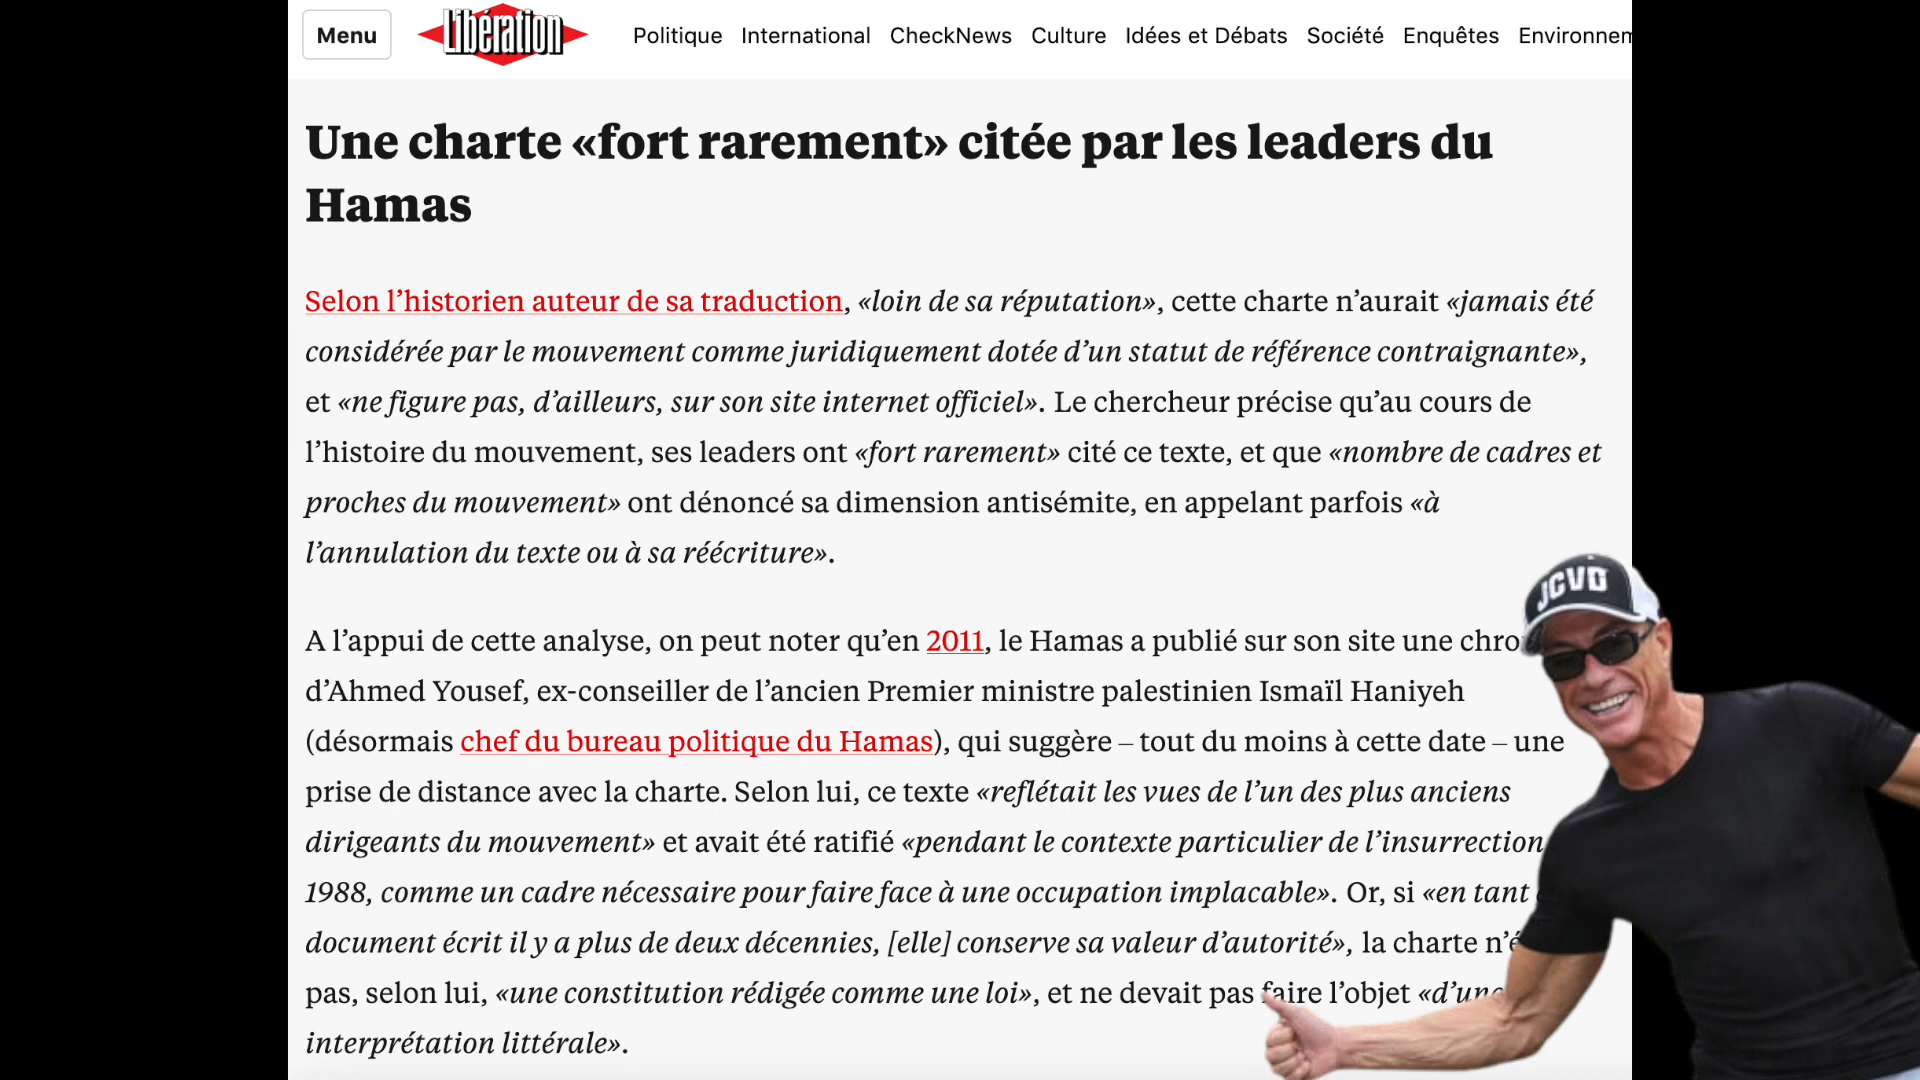 Menu Libération Politique International CheckNews Culture Idées et Débats Société Enquêtes Environnem
Une charte «fort rarement» citée par les leaders du
Hamas
Selon l’historien auteur de sa traduction, «loin de sa réputation», cette charte n’aurait «jamais été
considérée par le mouvement comme juridiquement dotée d’un statut de référence contraignante»,
et «ne figure pas, d’ailleurs, sur son site internet officiel». Le chercheur précise qu’au cours de
l’histoire du mouvement, ses leaders ont «fort rarement» cité ce texte, et que «nombre de cadres et
proches du mouvement» ont dénoncé sa dimension antisémite, en appelant parfois «à
l’annulation du texte ou à sa réécriture».
A l’appui de cette analyse, on peut noter qu’en 2011, le Hamas a publié sur son site une chro
d’Ahmed Yousef, ex-conseiller de l’ancien Premier ministre palestinien Ismaïl Haniyeh
(désormais chef du bureau politique du Hamas), qui suggère – tout du moins à cette date – une
prise de distance avec la charte. Selon lui, ce texte «reflétait les vues de l’un des plus anciens
dirigeants du mouvement» et avait été ratifié «pendant le contexte particulier de l’insurrection
1988, comme un cadre nécessaire pour faire face à une occupation implacable». Or, si «en tant
document écrit il y a plus de deux décennies, [elle] conserve sa valeur d’autorité», la charte n’é
pas, selon lui, «une constitution rédigée comme une loi», et ne devait pas faire l’objet «d’une
interprétation littérale».
JCVD